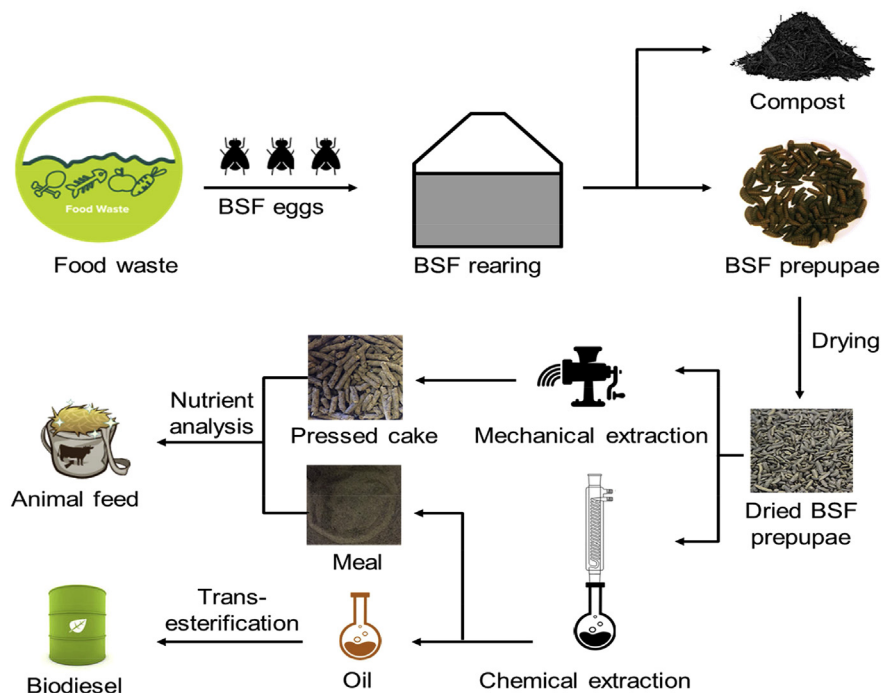 Compost
Food Waste
BSF eggs
Food waste
BSF rearing
BSF prepupae
Drying
Nutrient
analysis
Pressed cake
Mechanical extraction
Animal feed
Dried BSF
prepupae
Meal
Trans-
esterification
Biodiesel
Oil
Chemical extraction